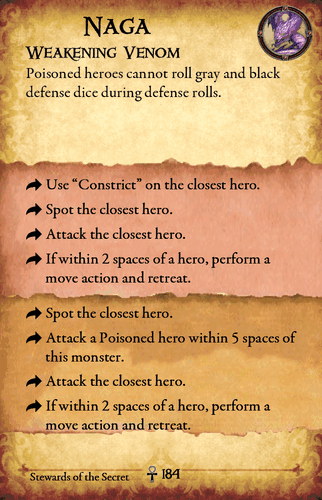 Naga
Weakening Venom
Poisoned heroes cannot roll gray and black
defense dice during defense rolls.
Use “Constrict” on the closest hero.
Spot the closest hero.
Attack the closest hero.
If within 2 spaces of a hero, perform a
move action and retreat.
Spot the closest hero.
Attack a Poisoned hero within 5 spaces of
this monster.
Attack the closest hero.
If within 2 spaces of a hero, perform a
move action and retreat.
Stewards of the Secret 184